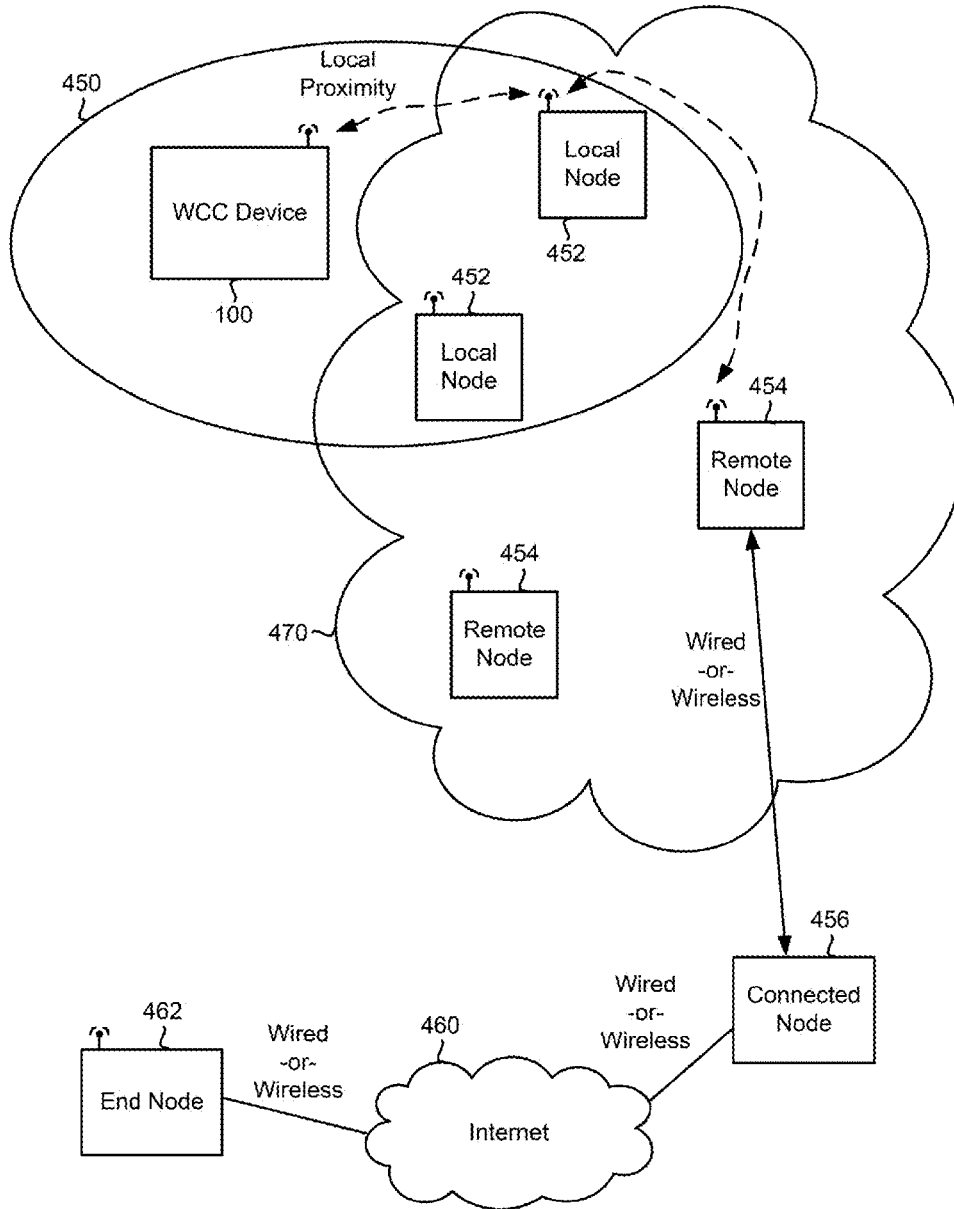 450
Local
Proximity
WCC Device
100
Local
Node
452
452
Local
Node
454
Remote
Node
454
Remote
Node
470
Wired
-or-
Wireless
456
Connected
Node
Wired
-or-
Wireless
460
Internet
Wired
-or-
Wireless
462
End Node